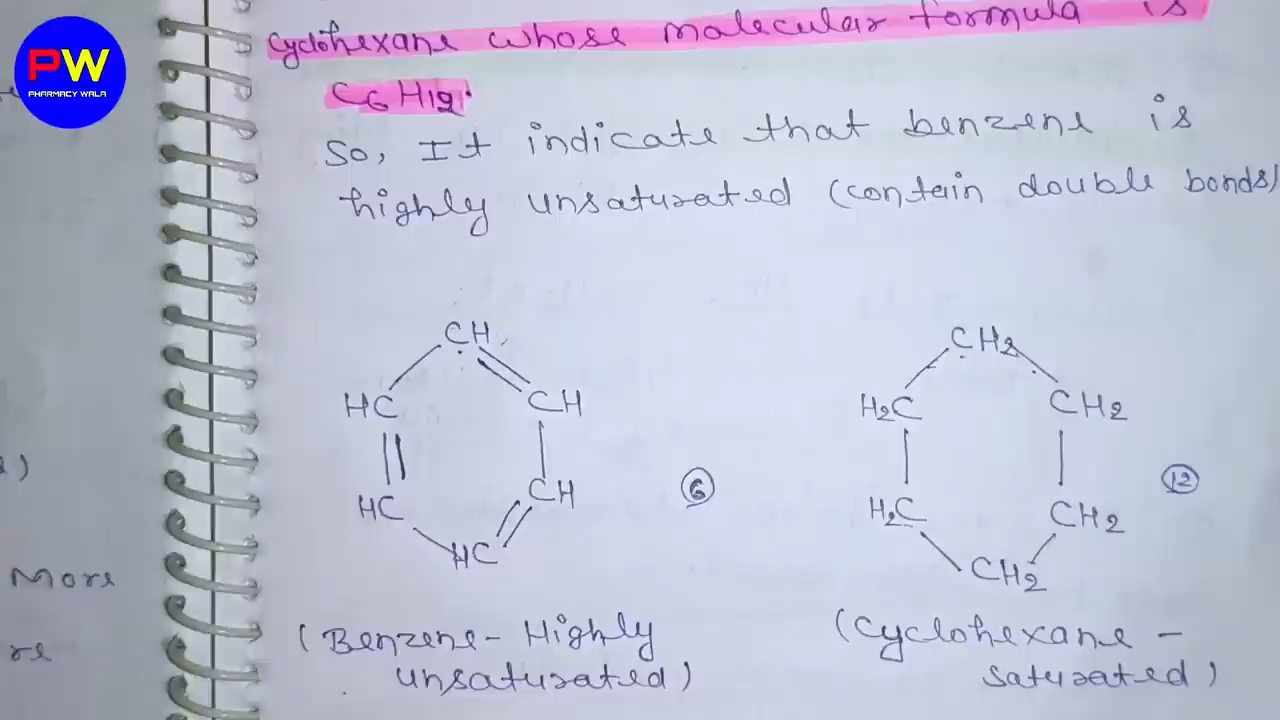 PW
PHARMACY WALA
Cyclohexane whose molecular formula is
C6H12.
So, It indicate that benzene is
highly unsaturated (contain double bonds)
CH
HC CH
HC CH
HC
6
CH2
H2C CH2
H2C CH2
CH2
12
(Benzene - Highly
unsaturated)
(Cyclohexane -
saturated)
More
re